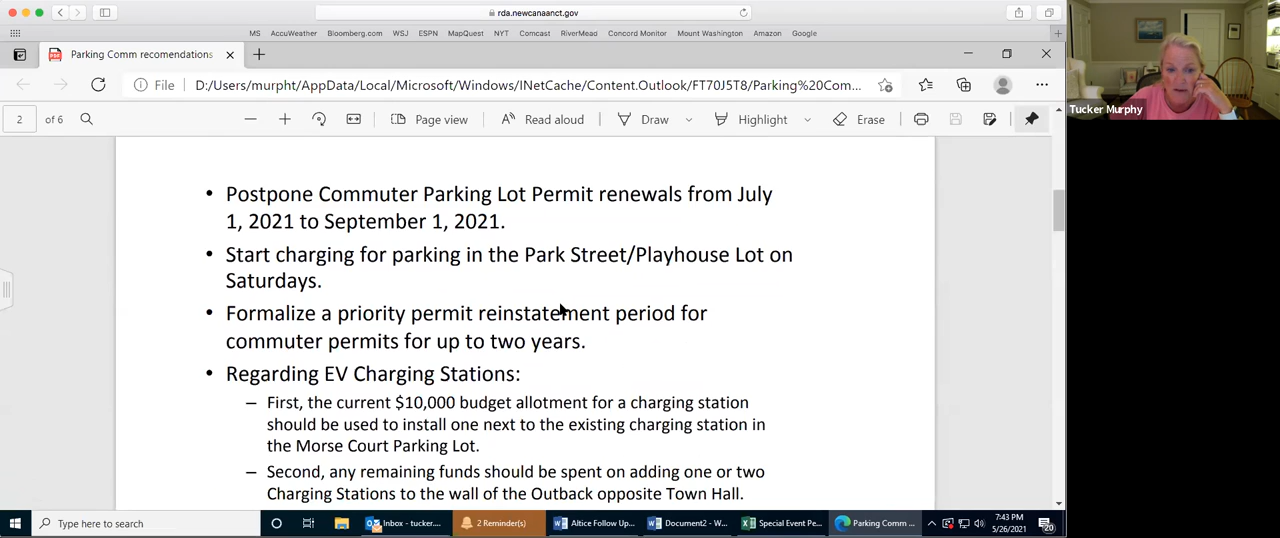 rda.newcanaanct.gov
MSN AccuWeather Bloomberg.com WSJ ESPN MapQuest NYT Comcast RiverMead Concord Monitor Mount Washington Amazon Google
Parking Comm recomendations
File D:/Users/murpht/AppData/Local/Microsoft/Windows/INetCache/Content.Outlook/FT70J5T8/Parking%20Com...
2 of 6 Page view Read aloud Draw Highlight Erase
Tucker Murphy
• Postpone Commuter Parking Lot Permit renewals from July
1, 2021 to September 1, 2021.
• Start charging for parking in the Park Street/Playhouse Lot on
Saturdays.
• Formalize a priority permit reinstatement period for
commuter permits for up to two years.
• Regarding EV Charging Stations:
– First, the current $10,000 budget allotment for a charging station
should be used to install one next to the existing charging station in
the Morse Court Parking Lot.
– Second, any remaining funds should be spent on adding one or two
Charging Stations to the wall of the Outback opposite Town Hall.
Type here to search
Inbox - tucker....
2 Reminder(s)
Altice Follow Up...
Document2 - W...
Special Event Pe...
Parking Comm ...
7:43 PM
5/26/2021
20